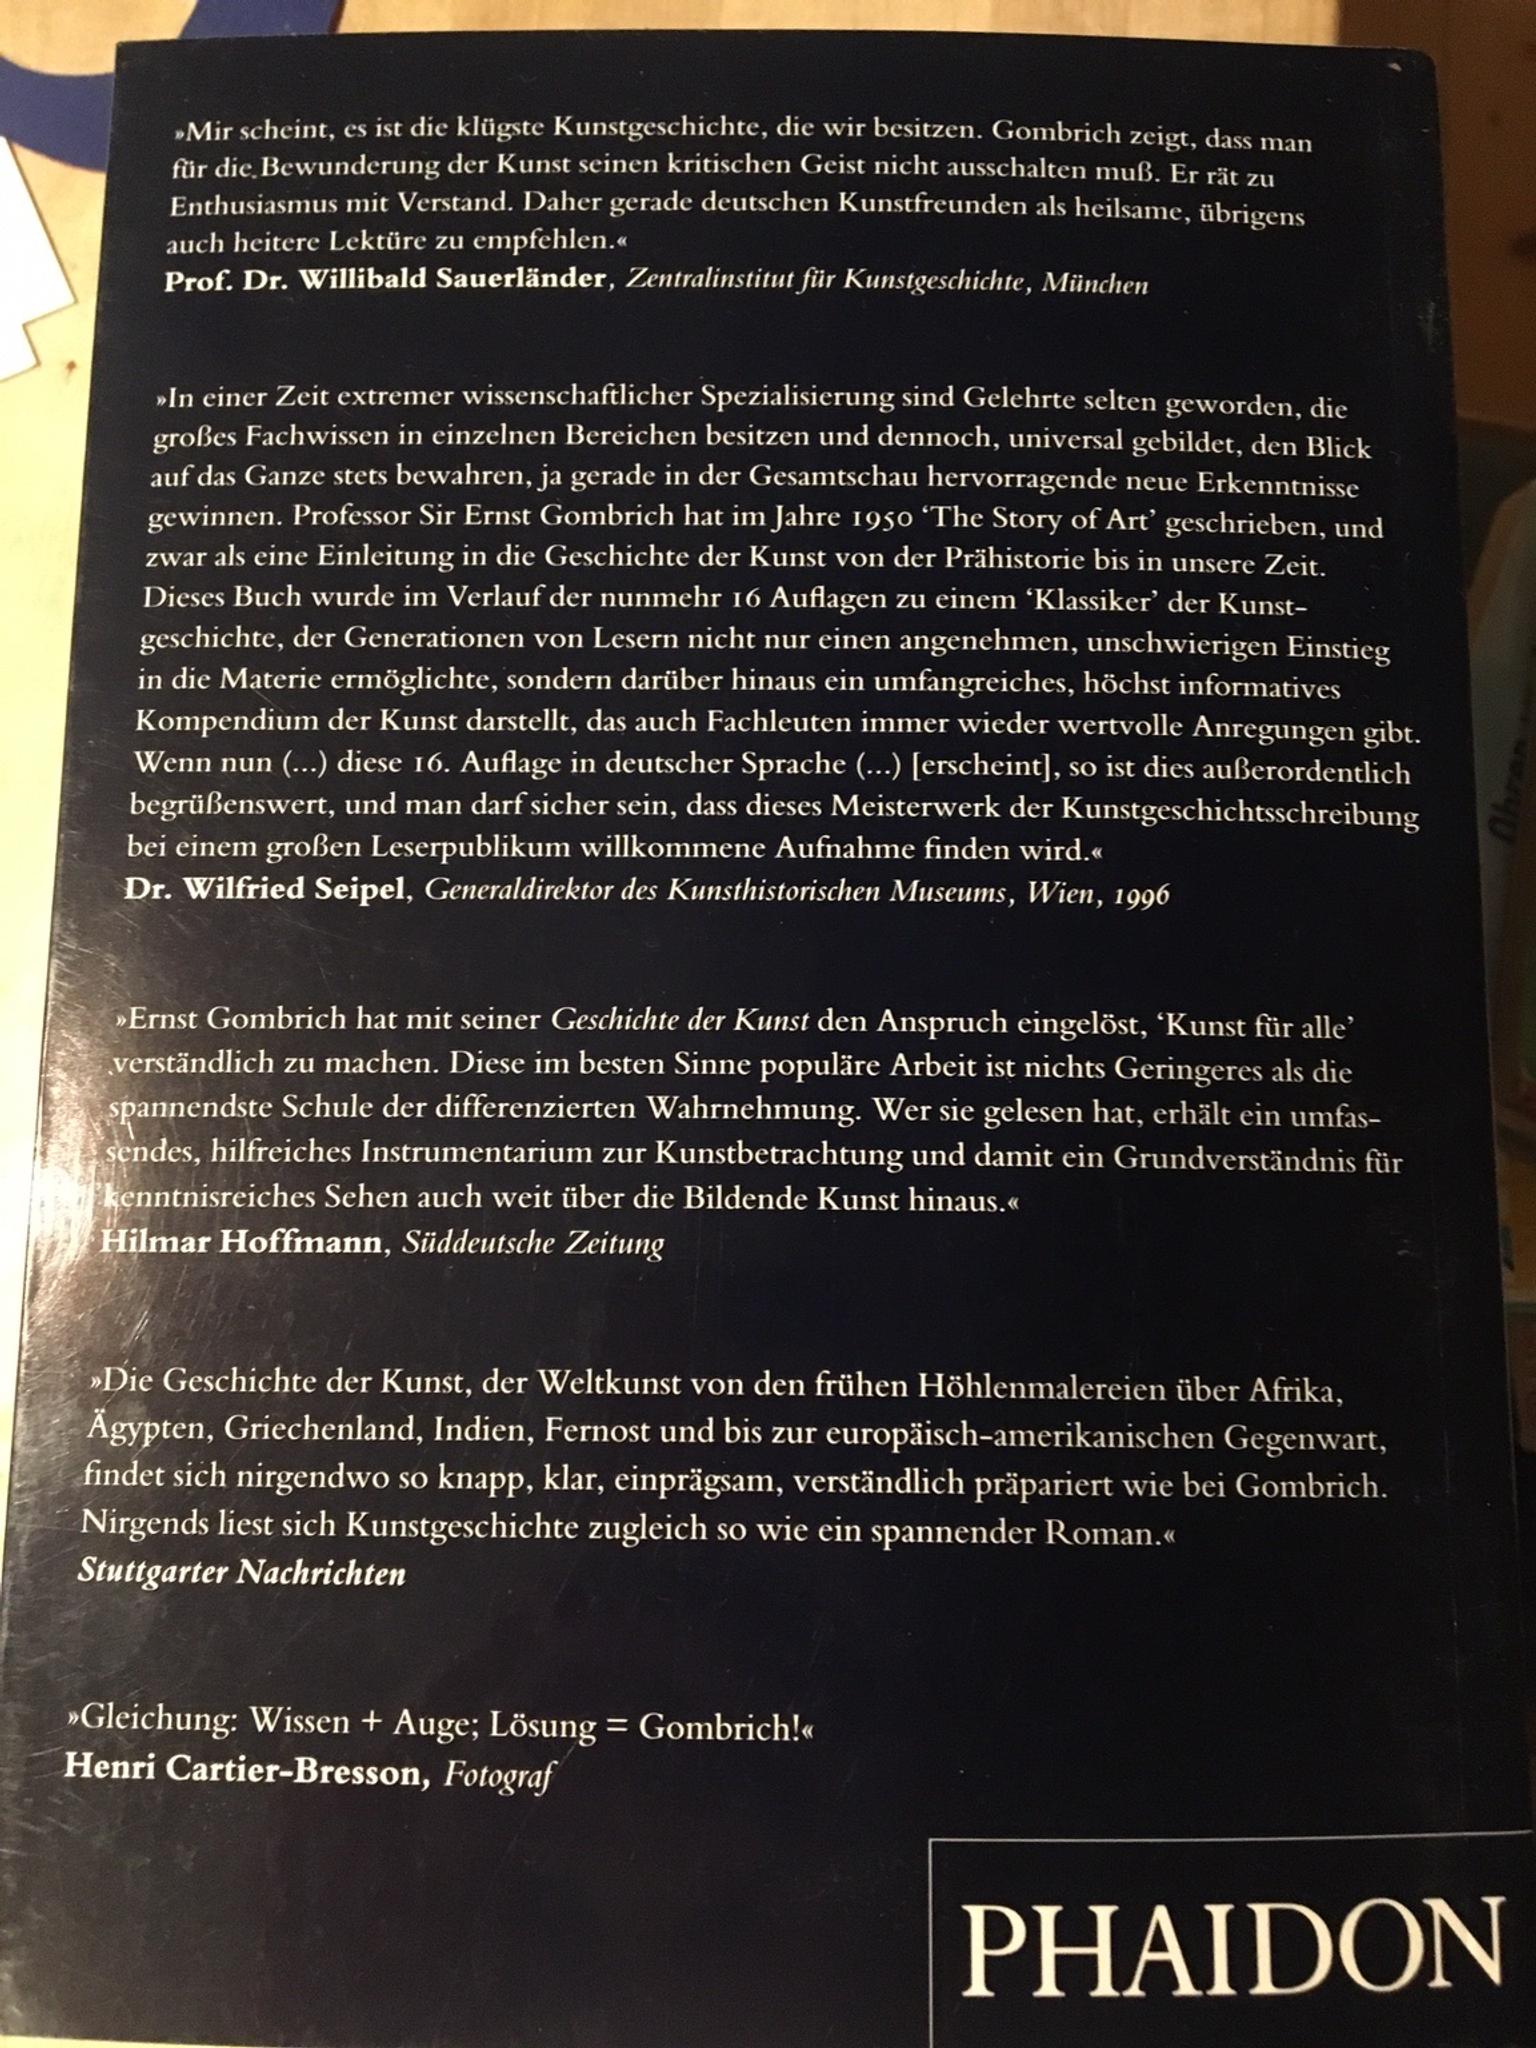 »Mir scheint, es ist die klügste Kunstgeschichte, die wir besitzen. Gombrich zeigt, dass man
für die Bewunderung der Kunst seinen kritischen Geist nicht ausschalten muß. Er rät zu
Enthusiasmus mit Verstand. Daher gerade deutschen Kunstfreunden als heilsame, übrigens
auch heitere Lektüre zu empfehlen.«
Prof. Dr. Willibald Sauerländer, Zentralinstitut für Kunstgeschichte, München
»In einer Zeit extremer wissenschaftlicher Spezialisierung sind Gelehrte selten geworden, die
großes Fachwissen in einzelnen Bereichen besitzen und dennoch, universal gebildet, den Blick
auf das Ganze stets bewahren, ja gerade in der Gesamtschau hervorragende neue Erkenntnisse
gewinnen. Professor Sir Ernst Gombrich hat im Jahre 1950 ‘The Story of Art’ geschrieben, und
zwar als eine Einleitung in die Geschichte der Kunst von der Prähistorie bis in unsere Zeit.
Dieses Buch wurde im Verlauf der nunmehr 16 Auflagen zu einem ‘Klassiker’ der Kunst-
geschichte, der Generationen von Lesern nicht nur einen angenehmen, unschwierigen Einstieg
in die Materie ermöglichte, sondern darüber hinaus ein umfangreiches, höchst informatives
Kompendium der Kunst darstellt, das auch Fachleuten immer wieder wertvolle Anregungen gibt.
Wenn nun (...) diese 16. Auflage in deutscher Sprache (...) [erscheint], so ist dies außerordentlich
begrüßenswert, und man darf sicher sein, dass dieses Meisterwerk der Kunstgeschichtsschreibung
bei einem großen Leserpublikum willkommene Aufnahme finden wird.«
Dr. Wilfried Seipel, Generaldirektor des Kunsthistorischen Museums, Wien, 1996
»Ernst Gombrich hat mit seiner Geschichte der Kunst den Anspruch eingelöst, ‘Kunst für alle’
verständlich zu machen. Diese im besten Sinne populäre Arbeit ist nichts Geringeres als die
spannendste Schule der differenzierten Wahrnehmung. Wer sie gelesen hat, erhält ein umfas-
sendes, hilfreiches Instrumentarium zur Kunstbetrachtung und damit ein Grundverständnis für
kenntnisreiches Sehen auch weit über die Bildende Kunst hinaus.«
Hilmar Hoffmann, Süddeutsche Zeitung
»Die Geschichte der Kunst, der Weltkunst von den frühen Höhlenmalereien über Afrika,
Ägypten, Griechenland, Indien, Fernost und bis zur europäisch-amerikanischen Gegenwart,
findet sich nirgendwo so knapp, klar, einprägsam, verständlich präpariert wie bei Gombrich.
Nirgends liest sich Kunstgeschichte zugleich so wie ein spannender Roman.«
Stuttgarter Nachrichten
»Gleichung: Wissen + Auge; Lösung = Gombrich!«
Henri Cartier-Bresson, Fotograf
PHAIDON